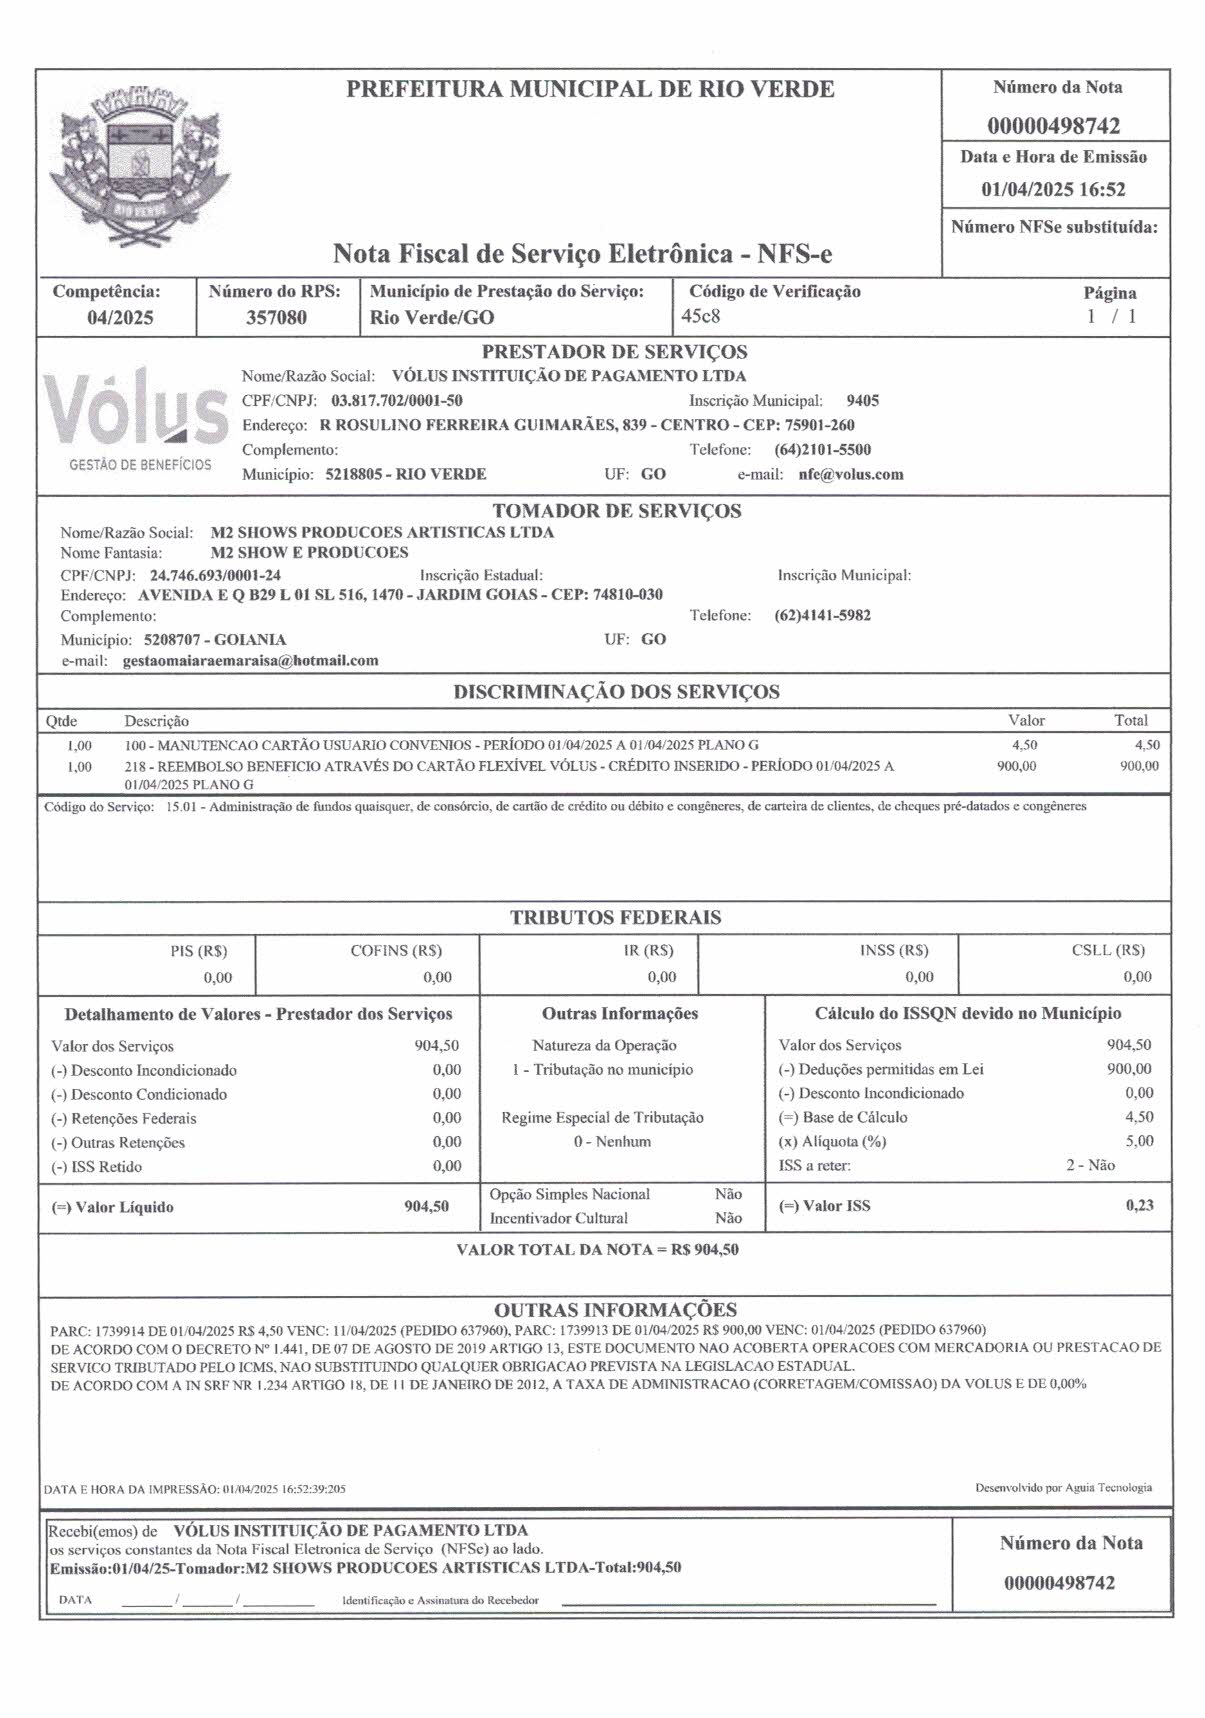 PREFEITURA MUNICIPAL DE RIO VERDE
RIO VERDE
Nota Fiscal de Serviço Eletrônica - NFS-e
Número da Nota
00000498742
Data e Hora de Emissão
01/04/2025 16:52
Número NFSe substituída:
Competência: Número do RPS: Município de Prestação do Serviço: Código de Verificação Página
04/2025 357080 Rio Verde/GO 45c8 1 / 1
PRESTADOR DE SERVIÇOS
Vólus
GESTÃO DE BENEFÍCIOS
Nome/Razão Social: VÓLUS INSTITUIÇÃO DE PAGAMENTO LTDA
CPF/CNPJ: 03.817.702/0001-50 Inscrição Municipal: 9405
Endereço: R ROSULINO FERREIRA GUIMARÃES, 839 - CENTRO - CEP: 75901-260
Complemento: Telefone: (64)2101-5500
Município: 5218805 - RIO VERDE UF: GO e-mail: nfe@volus.com
TOMADOR DE SERVIÇOS
Nome/Razão Social: M2 SHOWS PRODUCOES ARTISTICAS LTDA
Nome Fantasia: M2 SHOW E PRODUCOES
CPF/CNPJ: 24.746.693/0001-24 Inscrição Estadual: Inscrição Municipal:
Endereço: AVENIDA E Q B29 L 01 SL 516, 1470 - JARDIM GOIAS - CEP: 74810-030
Complemento: Telefone: (62)4141-5982
Município: 5208707 - GOIANIA UF: GO
e-mail: gestaomaiaraemaraisa@hotmail.com
DISCRIMINAÇÃO DOS SERVIÇOS
Qtde Descrição Valor Total
1,00 100 - MANUTENCAO CARTÃO USUARIO CONVENIOS - PERÍODO 01/04/2025 A 01/04/2025 PLANO G 4,50 4,50
1,00 218 - REEMBOLSO BENEFICIO ATRAVÉS DO CARTÃO FLEXÍVEL VÓLUS - CRÉDITO INSERIDO - PERÍODO 01/04/2025 A 900,00 900,00
01/04/2025 PLANO G
Código do Serviço: 15.01 - Administração de fundos quaisquer, de consórcio, de cartão de crédito ou débito e congêneres, de carteira de clientes, de cheques pré-datados e congêneres
TRIBUTOS FEDERAIS
PIS (R$) COFINS (R$) IR (R$) INSS (R$) CSLL (R$)
0,00 0,00 0,00 0,00 0,00
Detalhamento de Valores - Prestador dos Serviços
Valor dos Serviços 904,50
(-) Desconto Incondicionado 0,00
(-) Desconto Condicionado 0,00
(-) Retenções Federais 0,00
(-) Outras Retenções 0,00
(-) ISS Retido 0,00
(=) Valor Líquido 904,50
Outras Informações
Natureza da Operação
1 - Tributação no município
Regime Especial de Tributação
0 - Nenhum
Opção Simples Nacional Não
Incentivador Cultural Não
Cálculo do ISSQN devido no Município
Valor dos Serviços 904,50
(-) Deduções permitidas em Lei 900,00
(-) Desconto Incondicionado 0,00
(=) Base de Cálculo 4,50
(x) Alíquota (%) 5,00
ISS a reter: 2 - Não
(=) Valor ISS 0,23
VALOR TOTAL DA NOTA = R$ 904,50
OUTRAS INFORMAÇÕES
PARC: 1739914 DE 01/04/2025 R$ 4,50 VENC: 11/04/2025 (PEDIDO 637960), PARC: 1739913 DE 01/04/2025 R$ 900,00 VENC: 01/04/2025 (PEDIDO 637960)
DE ACORDO COM O DECRETO Nº 1.441, DE 07 DE AGOSTO DE 2019 ARTIGO 13, ESTE DOCUMENTO NAO ACOBERTA OPERACOES COM MERCADORIA OU PRESTACAO DE
SERVICO TRIBUTADO PELO ICMS, NAO SUBSTITUINDO QUALQUER OBRIGACAO PREVISTA NA LEGISLACAO ESTADUAL.
DE ACORDO COM A IN SRF NR 1.234 ARTIGO 18, DE 11 DE JANEIRO DE 2012, A TAXA DE ADMINISTRACAO (CORRETAGEM/COMISSAO) DA VOLUS E DE 0,00%
DATA E HORA DA IMPRESSÃO: 01/04/2025 16:52:39:205 Desenvolvido por Aguia Tecnologia
Recebi(emos) de VÓLUS INSTITUIÇÃO DE PAGAMENTO LTDA
os serviços constantes da Nota Fiscal Eletronica de Serviço (NFSe) ao lado.
Emissão:01/04/25-Tomador:M2 SHOWS PRODUCOES ARTISTICAS LTDA-Total:904,50
DATA ______/______/________ Identificação e Assinatura do Recebedor
Número da Nota
00000498742